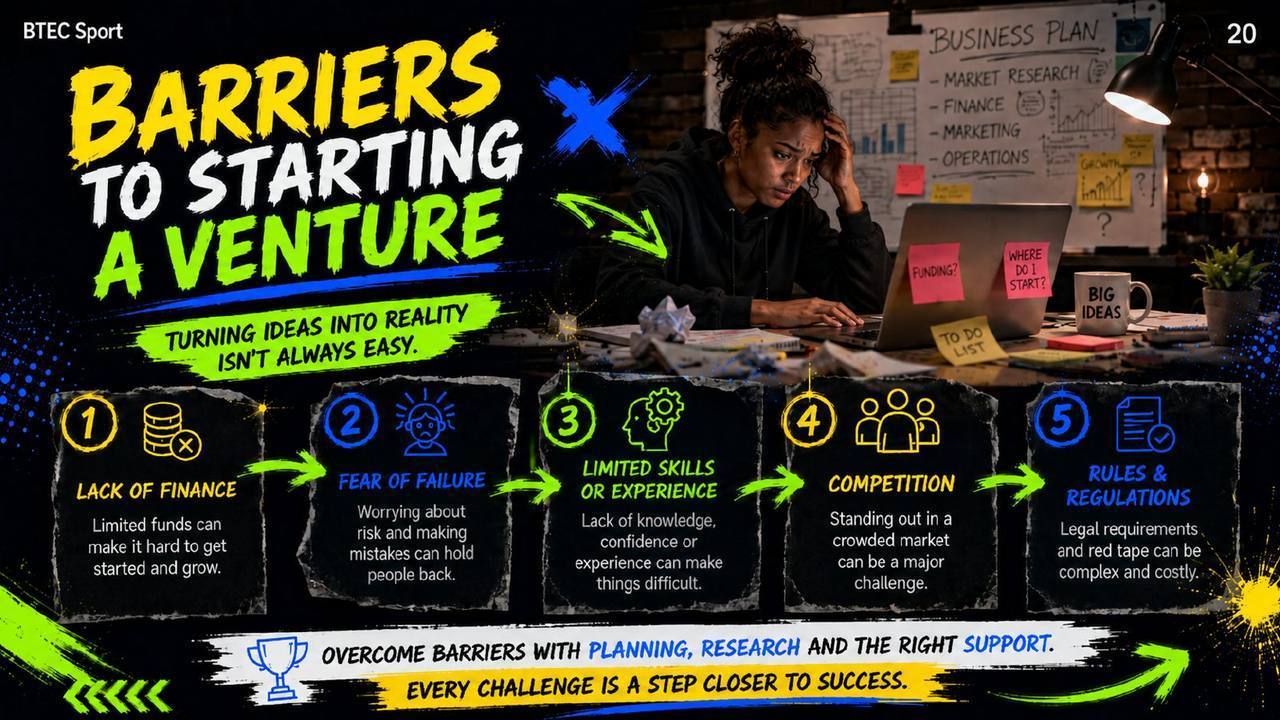 BTEC Sport
20
BARRIERS
TO STARTING
A VENTURE
TURNING IDEAS INTO REALITY
ISN'T ALWAYS EASY.
BUSINESS PLAN
- MARKET RESEARCH
- FINANCE
- MARKETING
- OPERATIONS
GROWTH
?
?
FUNDING?
WHERE
DO I
START?
BIG
IDEAS
TO DO
LIST
1
LACK OF FINANCE
Limited funds can
make it hard to get
started and grow.
2
FEAR OF FAILURE
Worrying about
risk and making
mistakes can hold
people back.
3
LIMITED SKILLS
OR EXPERIENCE
Lack of knowledge,
confidence or
experience can make
things difficult.
4
COMPETITION
Standing out in a
crowded market
can be a major
challenge.
5
RULES &
REGULATIONS
Legal requirements
and red tape can be
complex and costly.
OVERCOME BARRIERS WITH PLANNING, RESEARCH AND THE RIGHT SUPPORT.
EVERY CHALLENGE IS A STEP CLOSER TO SUCCESS.